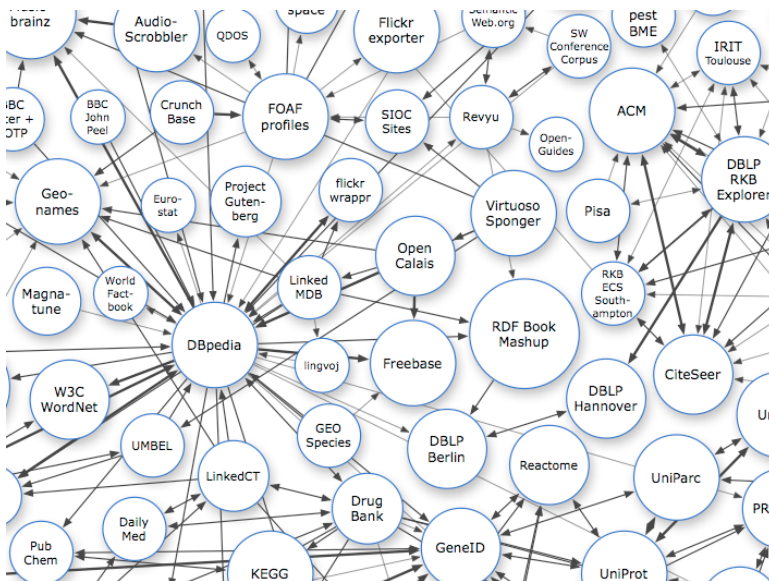 brainz
Audio-
Scrobbler
QDOS
space
Flickr
exporter
Semantic
Web.org
SW
Conference
Corpus
pest
BME
IRIT
Toulouse
BBC
John
Peel
Crunch
Base
FOAF
profiles
SIOC
Sites
Revyu
Open-
Guides
ACM
DBLP
RKB
Explorer
Geo-
names
Euro-
stat
Project
Guten-
berg
flickr
wrappr
Virtuoso
Sponger
Pisa
Open
Calais
Magna-
tune
World
Fact-
book
Linked
MDB
RKB
ECS
South-
ampton
DBpedia
RDF Book
Mashup
lingvoj
Freebase
CiteSeer
W3C
WordNet
DBLP
Hannover
UMBEL
GEO
Species
DBLP
Berlin
LinkedCT
Reactome
UniParc
Daily
Med
Drug
Bank
Pub
Chem
KEGG
GeneID
UniProt